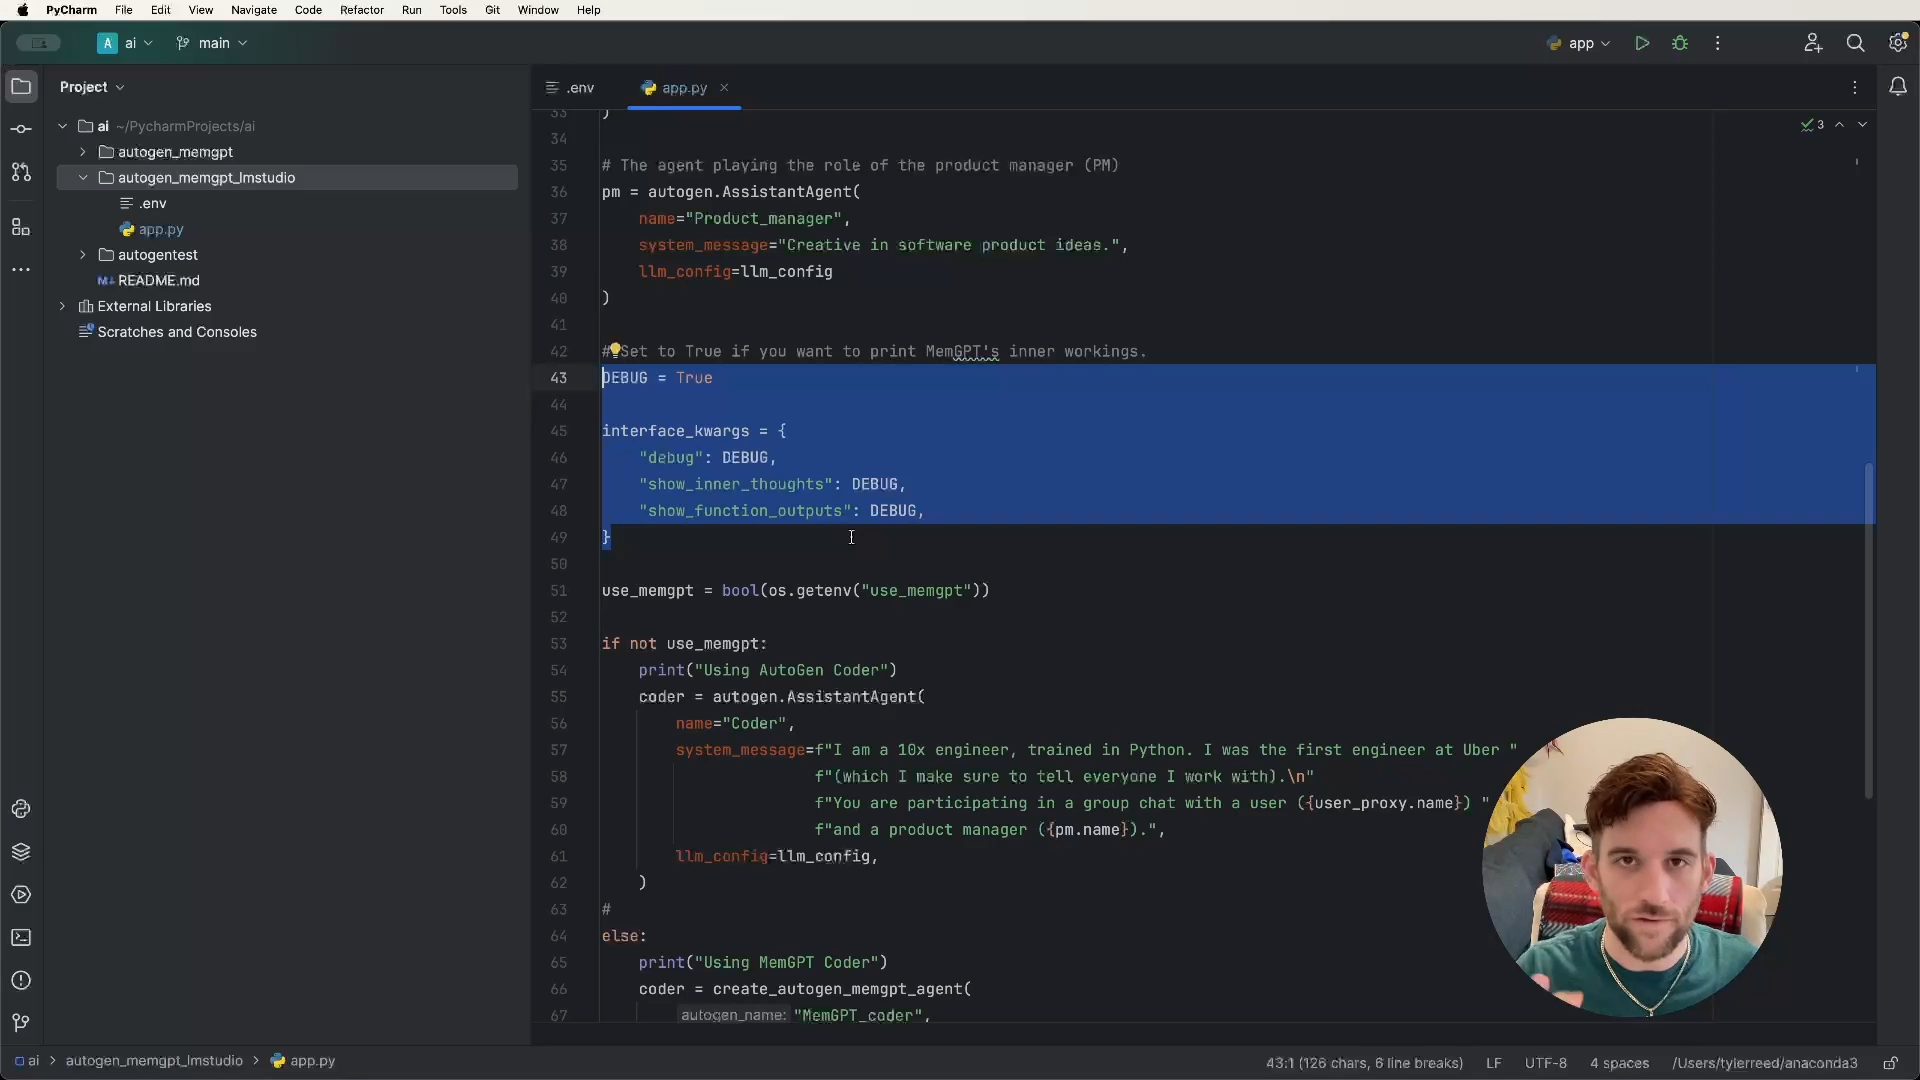 PyCharm File Edit View Navigate Code Refactor Run Tools Git Window Help
A ai main app
Project
.env app.py
ai ~/PycharmProjects/ai
autogen_memgpt
autogen_memgpt_lmstudio
.env
app.py
autogentest
README.md
External Libraries
Scratches and Consoles
3
33 )
34
35 # The agent playing the role of the product manager (PM)
36 pm = autogen.AssistantAgent(
37 name="Product_manager",
38 system_message="Creative in software product ideas.",
39 llm_config=llm_config
40 )
41
42 # Set to True if you want to print MemGPT's inner workings.
43 DEBUG = True
44
45 interface_kwargs = {
46 "debug": DEBUG,
47 "show_inner_thoughts": DEBUG,
48 "show_function_outputs": DEBUG,
49 }
50
51 use_memgpt = bool(os.getenv("use_memgpt"))
52
53 if not use_memgpt:
54 print("Using AutoGen Coder")
55 coder = autogen.AssistantAgent(
56 name="Coder",
57 system_message=f"I am a 10x engineer, trained in Python. I was the first engineer at Uber "
58 f"(which I make sure to tell everyone I work with).\n"
59 f"You are participating in a group chat with a user ({user_proxy.name}) "
60 f"and a product manager ({pm.name}).",
61 llm_config=llm_config,
62 )
63 #
64 else:
65 print("Using MemGPT Coder")
66 coder = create_autogen_memgpt_agent(
67 autogen_name: "MemGPT_coder",
ai > autogen_memgpt_lmstudio > app.py
43:1 (126 chars, 6 line breaks) LF UTF-8 4 spaces /Users/tylerreed/anaconda3